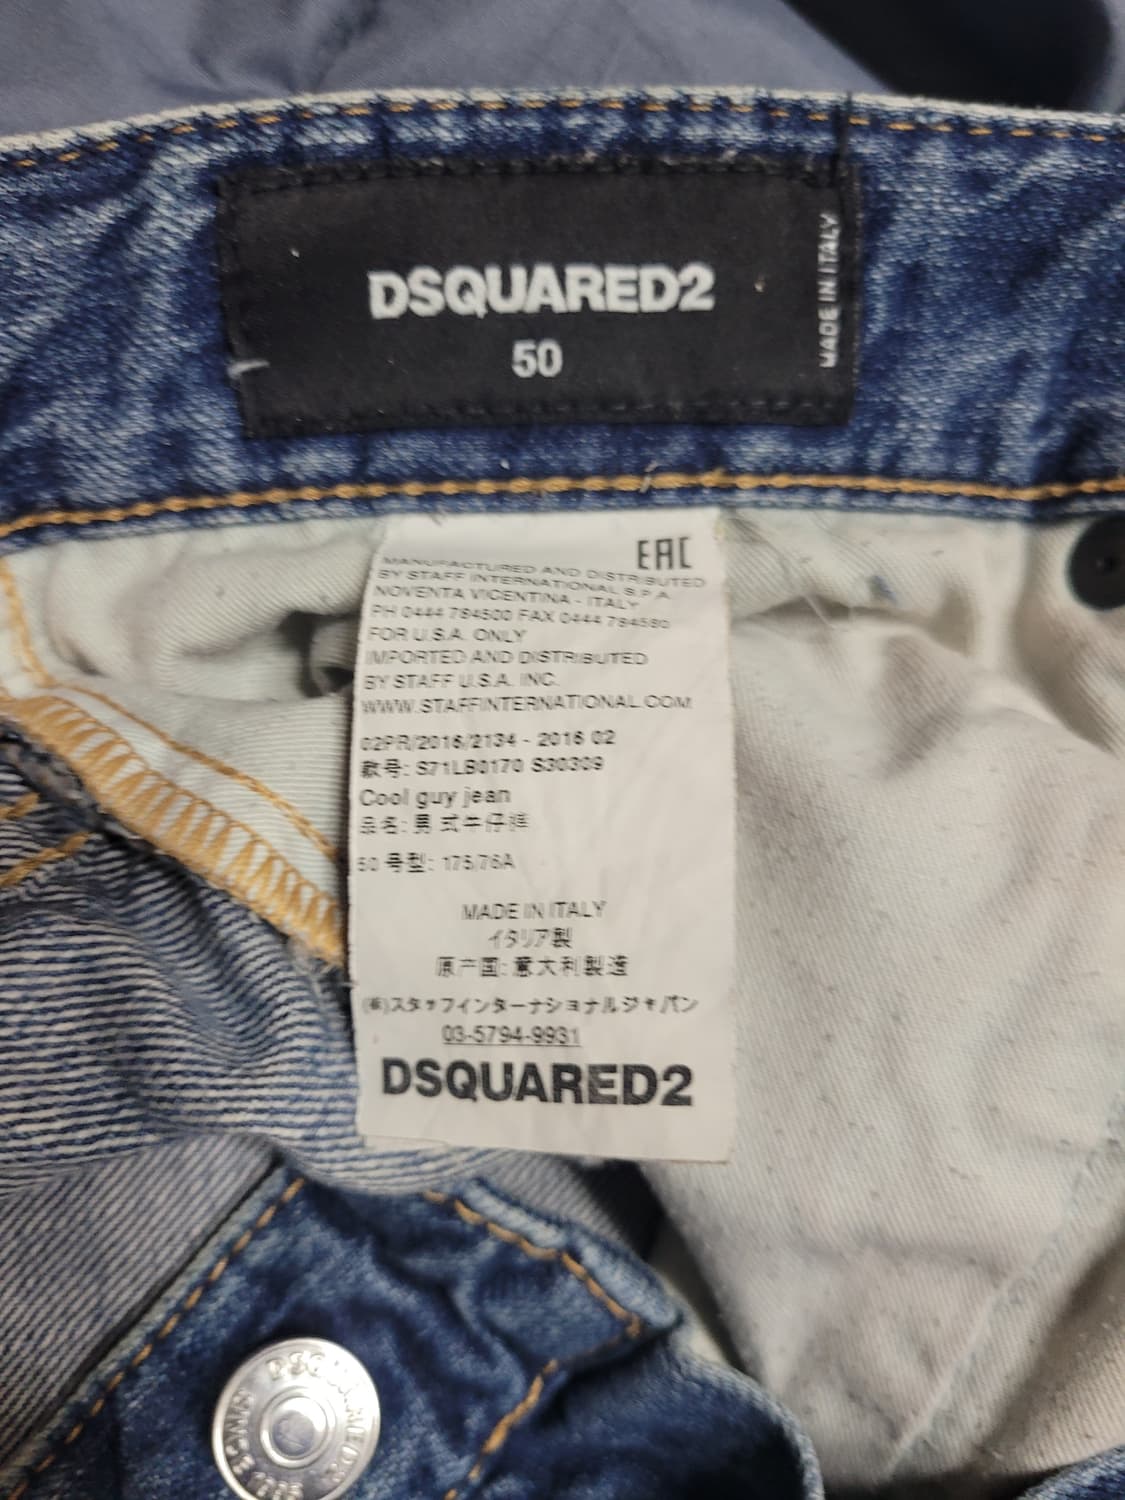 DSQUARED2
50
MADE IN ITALY
EAC
MANUFACTURED AND DISTRIBUTED
BY STAFF INTERNATIONAL S.P.A.
NOVENTA VICENTINA - ITALY
PH 0444 784500 FAX 0444 784580
FOR U.S.A. ONLY
IMPORTED AND DISTRIBUTED
BY STAFF U.S.A. INC.
WWW.STAFFINTERNATIONAL.COM
02PR/2016/2134 - 2016 02
款号: S71LB0170 S30309
Cool guy jean
品名: 男式牛仔裤
50 号型: 175/76A
MADE IN ITALY
イタリア製
原产国: 意大利製造
(株)スタッフインターナショナルジャパン
03-5794-9931
DSQUARED2
DSQUARED2